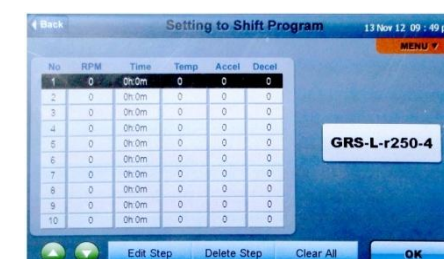 Back Setting to Shift Program 13 Nov 12 09 : 49 p
MENU
No RPM Time Temp Accel Decel
1 0 0h:0m 0 0 0
2 0 0h:0m 0 0 0
3 0 0h:0m 0 0 0
4 0 0h:0m 0 0 0
5 0 0h:0m 0 0 0
6 0 0h:0m 0 0 0
7 0 0h:0m 0 0 0
8 0 0h:0m 0 0 0
9 0 0h:0m 0 0 0
10 0 0h:0m 0 0 0
GRS-L-r250-4
Edit Step Delete Step Clear All OK